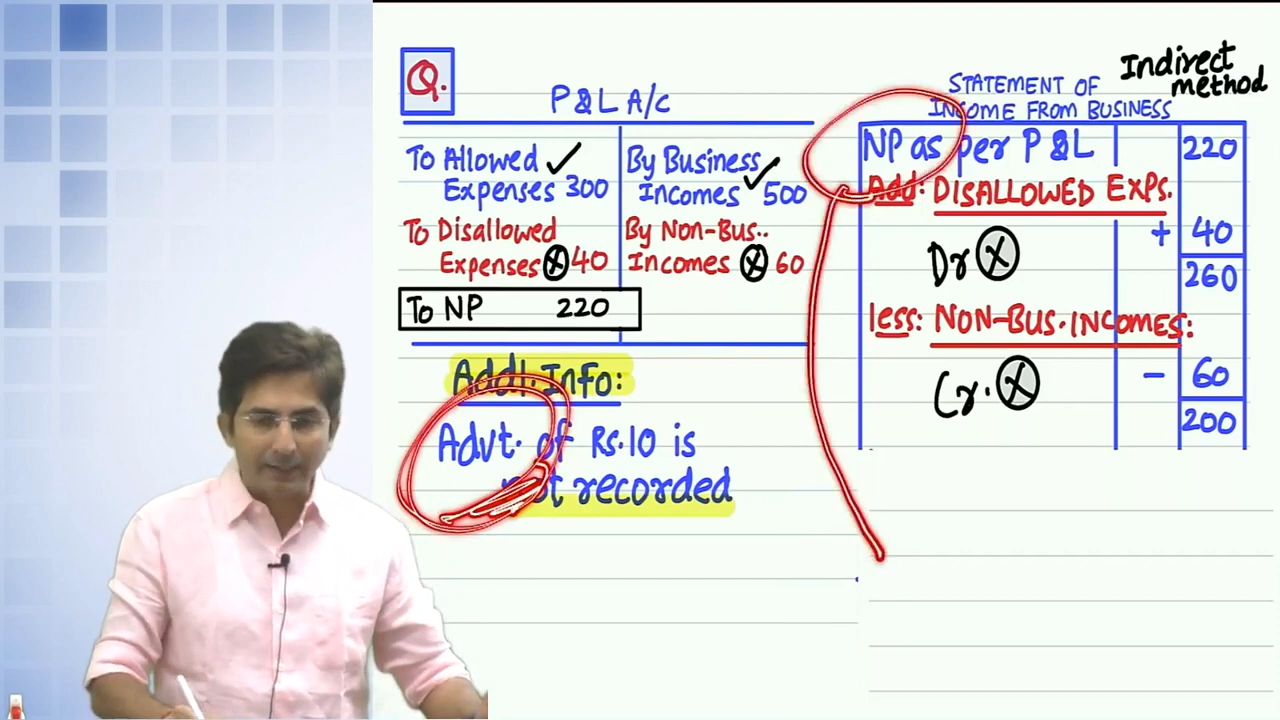 Q.
P & L A/C
To Allowed
Expenses 300
By Business
Incomes 500
To Disallowed
Expenses 40
By Non-Bus..
Incomes 60
To NP 220
Addl. Info:
Advt. of Rs.10 is
not recorded
Indirect
method
STATEMENT OF
INCOME FROM BUSINESS
NP as per P & L 220
Add: DISALLOWED EXPS.
+ 40
Dr X
260
less: NON-BUS.INCOMES:
Cr. X - 60
200